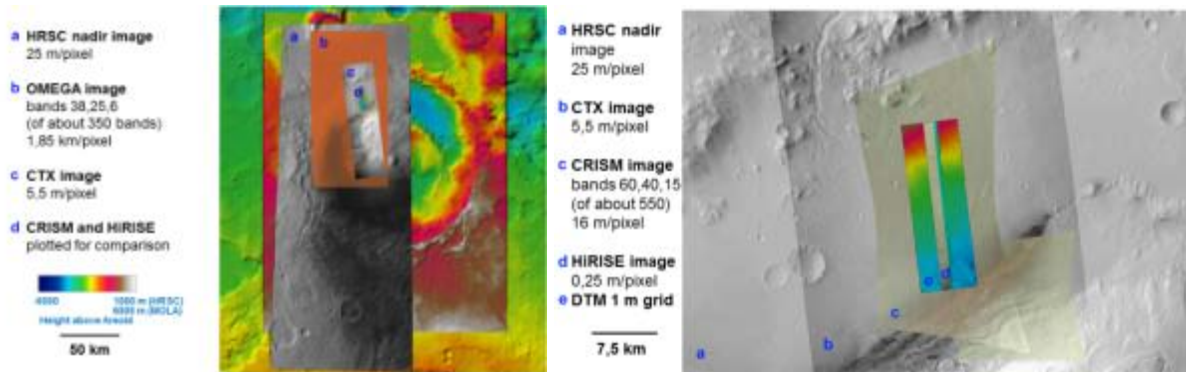 a HRSC nadir image
25 m/pixel
b OMEGA image
bands 38,25,6
(of about 350 bands)
1,85 km/pixel
c CTX image
5,5 m/pixel
d CRISM and HiRISE
plotted for comparison
1000 m (HRSC)
6000 m (MOLA)
Height above Areoid
50 km
a
b
c
d
a HRSC nadir
image
25 m/pixel
b CTX image
5,5 m/pixel
c CRISM image
bands 60,40,15
(of about 550)
16 m/pixel
d HiRISE image
0,25 m/pixel
e DTM 1 m grid
7,5 km
a
b
c
e
d